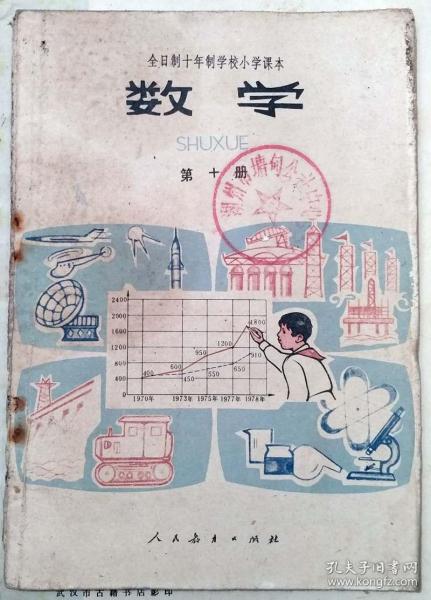 全日制十年制学校小学课本
数学
SHUXUE
第十册
2400
2000
1600
1200
800
400
0
400
600
950
1200
1800
450
550
650
910
1970年 1973年 1975年 1977年 1978年
人民教育出版社
武汉市古籍书店影印
孔夫子旧书网
www.kongfz.com